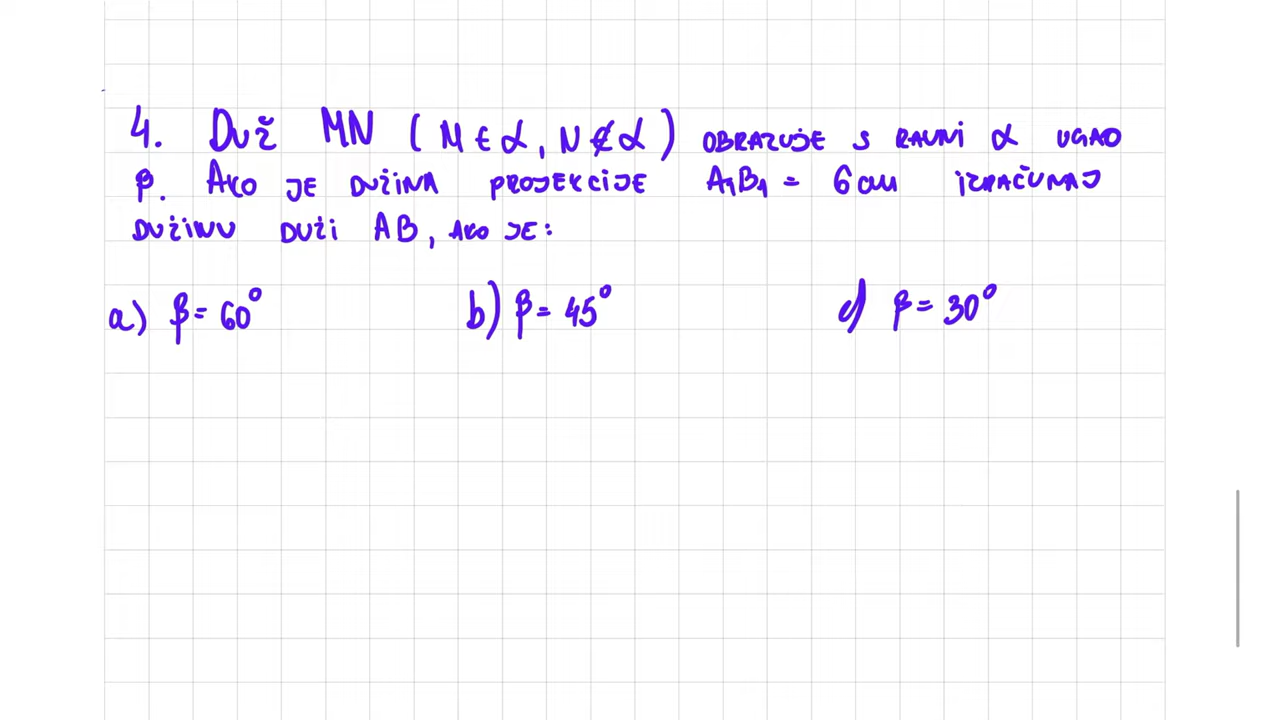 4. Duž MN (M ∈ α, N ∉ α) OBRAZUJE S RAVNI α UGAO
β. AKO JE DUŽINA PROJEKCIJE A₁B₁ = 6cm IZRAČUNAJ
DUŽINU DUŽI AB, AKO JE:
a) β = 60° b) β = 45° c) β = 30°